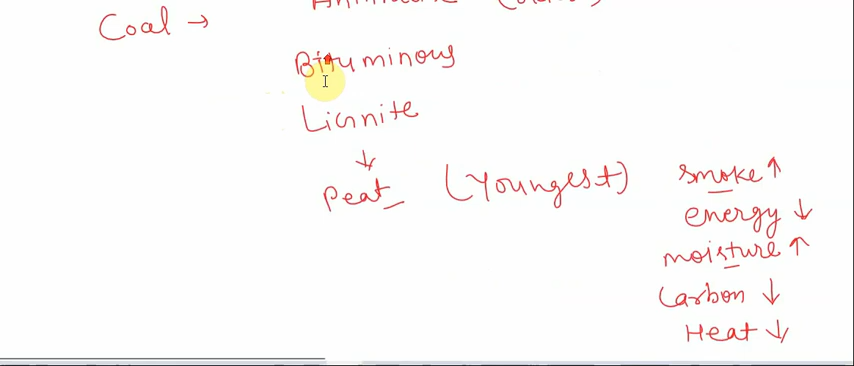 Coal →
Bituminous
Lignite
↓
Peat (Youngest)
smoke ↑
energy ↓
moisture ↑
Carbon ↓
Heat ↓